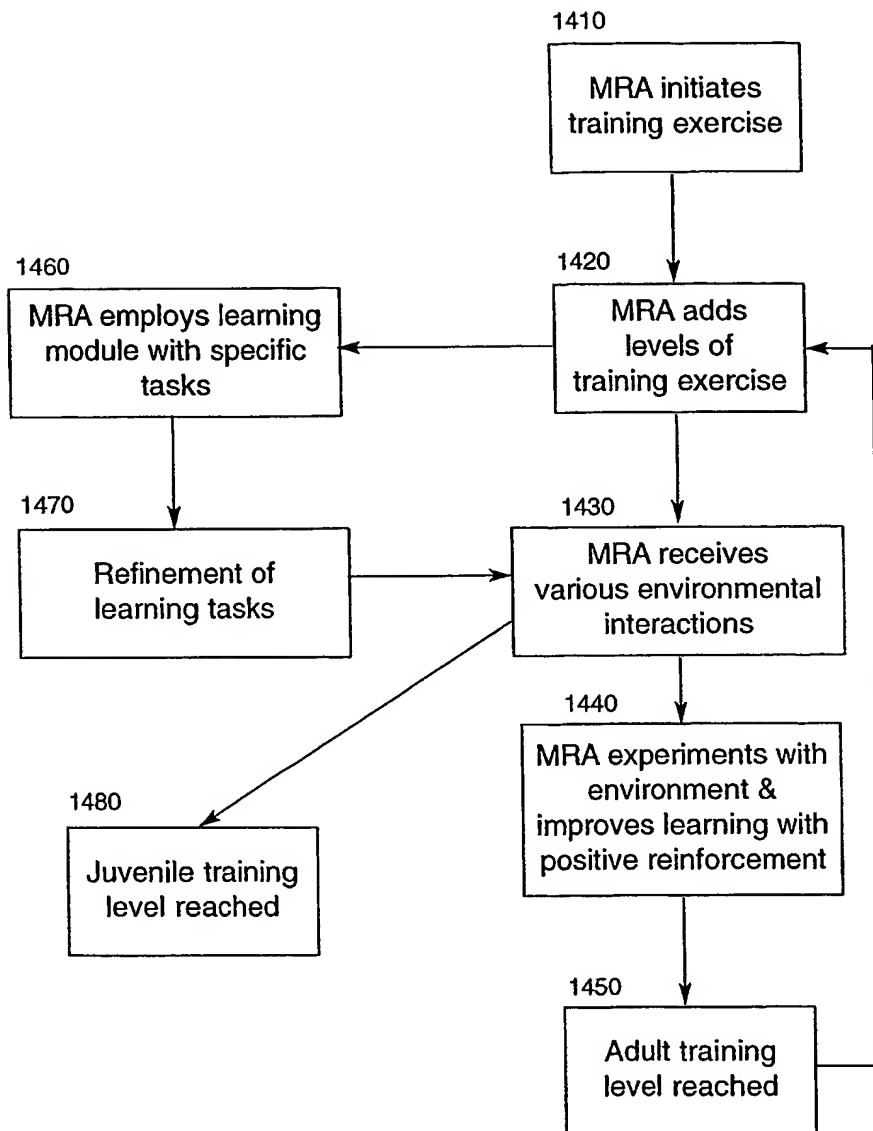 1410
MRA initiates
training exercise
1420
MRA adds
levels of
training exercise
1460
MRA employs learning
module with specific
tasks
1470
Refinement of
learning tasks
1430
MRA receives
various environmental
interactions
1440
MRA experiments with
environment &
improves learning with
positive reinforcement
1480
Juvenile training
level reached
1450
Adult training
level reached